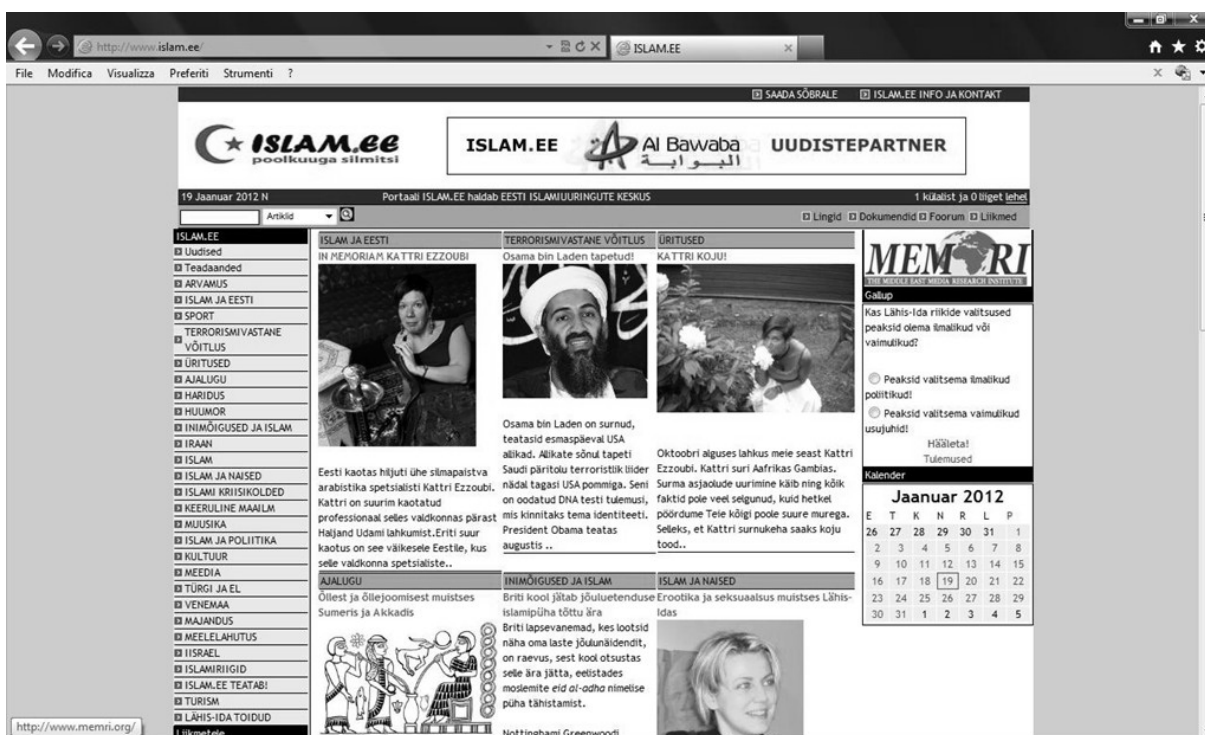 http://www.islam.ee/
ISLAM.EE
File Modifica Visualizza Preferiti Strumenti ?
SAADA SÕBRALE ISLAM.EE INFO JA KONTAKT
ISLAM.ee
poolkuuga silmitsi
ISLAM.EE Al Bawaba البوابة UUDISTEPARTNER
19 Jaanuar 2012 N Portaali ISLAM.EE haldab EESTI ISLAMIUURINGUTE KESKUS 1 külalist ja 0 liiget lehel
Artiklid Lingid Dokumendid Foorum Liikmed
ISLAM.EE
Uudised
Teadaanded
ARVAMUS
ISLAM JA EESTI
SPORT
TERRORISMIVASTANE
VÕITLUS
ÜRITUSED
AJALUGU
HARIDUS
HUUMOR
INIMÕIGUSED JA ISLAM
IRAAN
ISLAM
ISLAM JA NAISED
ISLAMI KRIISIKOLDED
KEERULINE MAAILM
MUUSIKA
ISLAM JA POLIITIKA
KULTUUR
MEEDIA
TÜRGI JA EL
VENEMAA
MAJANDUS
MEELELAHUTUS
IISRAEL
ISLAMIRIIGID
ISLAM.EE TEATAB!
TURISM
LÄHIS-IDA TOIDUD
Liikmetele
ISLAM JA EESTI
IN MEMORIAM KATTRI EZZOUBI
Eesti kaotas hiljuti ühe silmapaistva
arabistika spetsialisti Kattri Ezzoubi.
Kattri on suurim kaotatud
professionaal selles valdkonnas pärast
Haljand Udami lahkumist.Eriti suur
kaotus on see väikesele Eestile, kus
selle valdkonna spetsialiste..
TERRORISMIVASTANE VÕITLUS
Osama bin Laden tapetud!
Osama bin Laden on surnud,
teatasid esmaspäeval USA
allikad. Allikate sõnul tapeti
Saudi päritolu terroristlik liider
nädal tagasi USA pommiga. Seni
on oodatud DNA testi tulemusi,
mis kinnitaks tema identiteeti.
President Obama teatas
augustis ..
ÜRITUSED
KATTRI KOJU!
Oktoobri alguses lahkus meie seast Kattri
Ezzoubi. Kattri suri Aafrikas Gambias.
Surma asjaolude uurimine käib ning kõik
faktid pole veel selgunud, kuid hetkel
pöördume Teie kõigi poole suure murega.
Selleks, et Kattri surnukeha saaks koju
tood..
AJALUGU
Õllest ja õllejoomisest muistses
Sumeris ja Akkadis
INIMÕIGUSED JA ISLAM
Briti kool jätab jõuluetenduse
islamipüha tõttu ära
Briti lapsevanemad, kes lootsid
näha oma laste jõulunäidendit,
on raevus, sest kool otsustas
selle ära jätta, eelistades
moslemite eid al-adha nimelise
püha tähistamist.
Nottinghami Greenwoodi
ISLAM JA NAISED
Erootika ja seksuaalsus muistses Lähis-
Idas
MEMRI
THE MIDDLE EAST MEDIA RESEARCH INSTITUTE
Gallup
Kas Lähis-Ida riikide valitsused
peaksid olema ilmalikud või
vaimulikud?
Peaksid valitsema ilmalikud
poliitikud!
Peaksid valitsema vaimulikud
usujuhid!
Hääleta!
Tulemused
Kalender
Jaanuar 2012
E T K N R L P
26 27 28 29 30 31 1
2 3 4 5 6 7 8
9 10 11 12 13 14 15
16 17 18 19 20 21 22
23 24 25 26 27 28 29
30 31 1 2 3 4 5
http://www.memri.org/